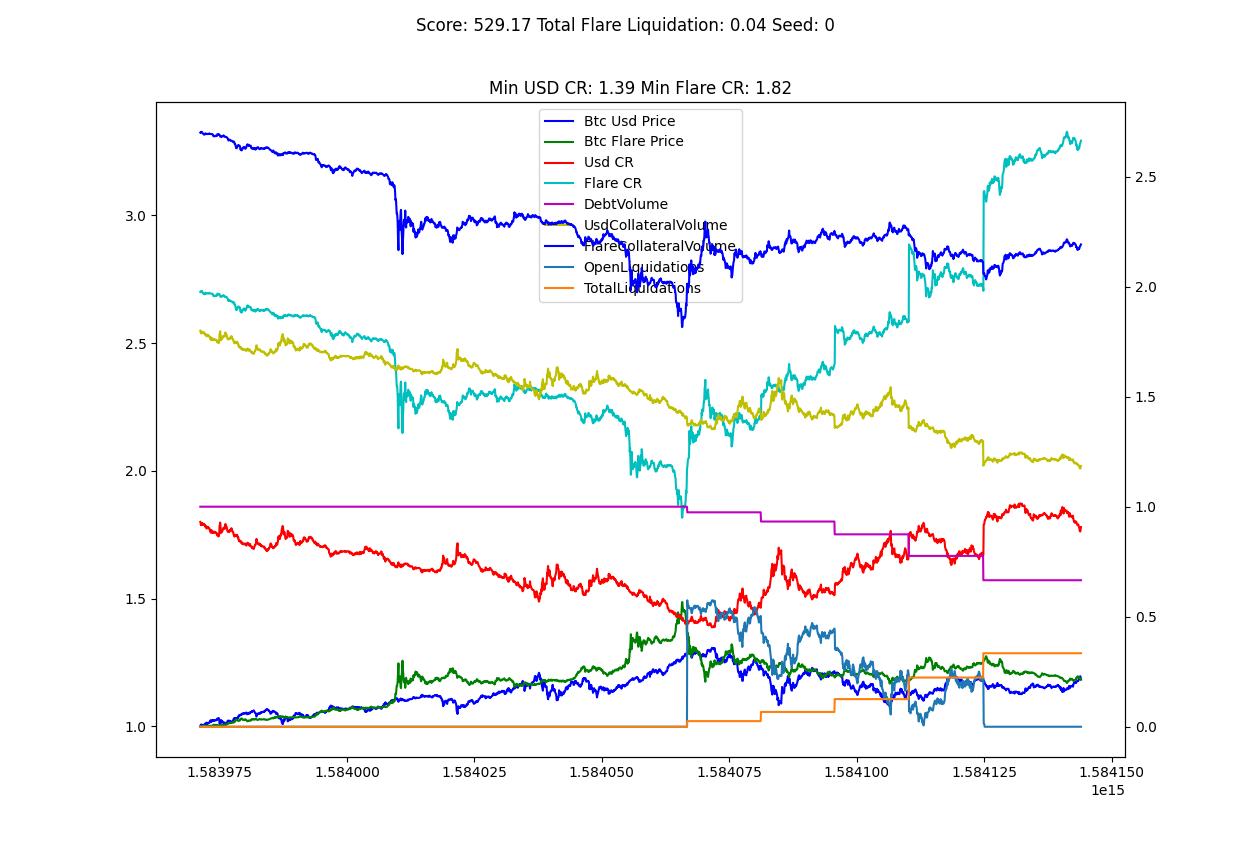 Score: 529.17 Total Flare Liquidation: 0.04 Seed: 0
Min USD CR: 1.39 Min Flare CR: 1.82
Btc Usd Price
Btc Flare Price
Usd CR
Flare CR
DebtVolume
UsdCollateralVolume
FlareCollateralVolume
OpenLiquidations
TotalLiquidations
3.0
2.5
2.0
1.5
1.0
2.5
2.0
1.5
1.0
0.5
0.0
1.583975 1.584000 1.584025 1.584050 1.584075 1.584100 1.584125 1.584150
1e15